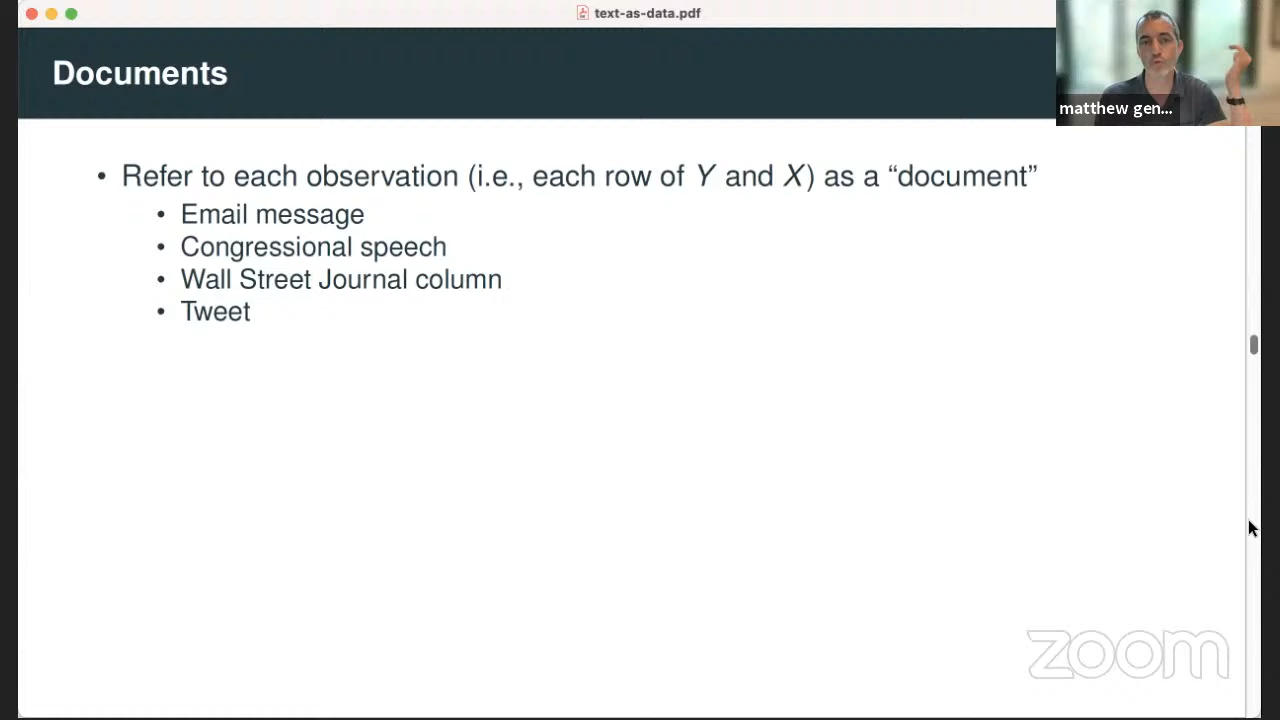 text-as-data.pdf
Documents
matthew gen...
• Refer to each observation (i.e., each row of Y and X) as a “document”
• Email message
• Congressional speech
• Wall Street Journal column
• Tweet
zoom